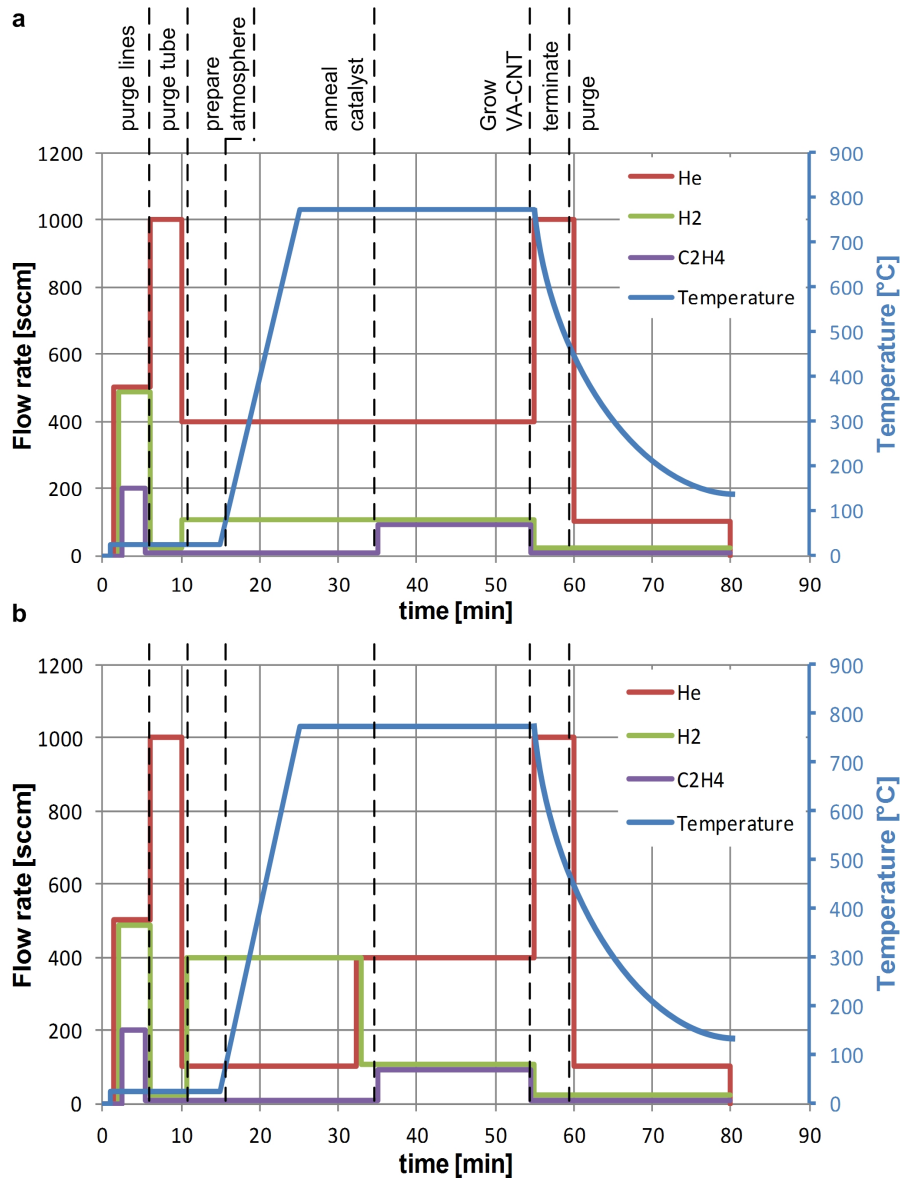 a
purge lines
purge tube
prepare
atmosphere
anneal
catalyst
Grow
VA-CNT
terminate
purge
1200
1000
800
600
400
200
0
Flow rate [sccm]
900
800
700
600
500
400
300
200
100
0
Temperature [°C]
He
H2
C2H4
Temperature
0 10 20 30 40 50 60 70 80 90
time [min]
b
1200
1000
800
600
400
200
0
Flow rate [sccm]
900
800
700
600
500
400
300
200
100
0
Temperature [°C]
He
H2
C2H4
Temperature
0 10 20 30 40 50 60 70 80 90
time [min]